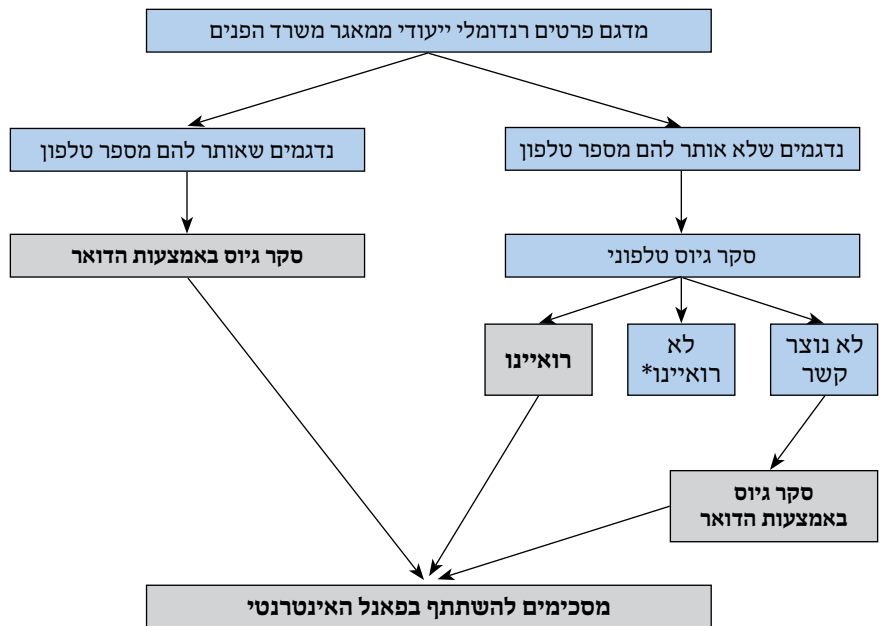 מדגם פרטים רנדומלי ייעודי ממאגר משרד הפנים
נדגמים שלא אותר להם מספר טלפון
נדגמים שאותר להם מספר טלפון
סקר גיוס טלפוני
סקר גיוס באמצעות הדואר
לא נוצר
קשר
לא
רואיינו*
רואיינו
סקר גיוס
באמצעות הדואר
מסכימים להשתתף בפאנל האינטרנטי